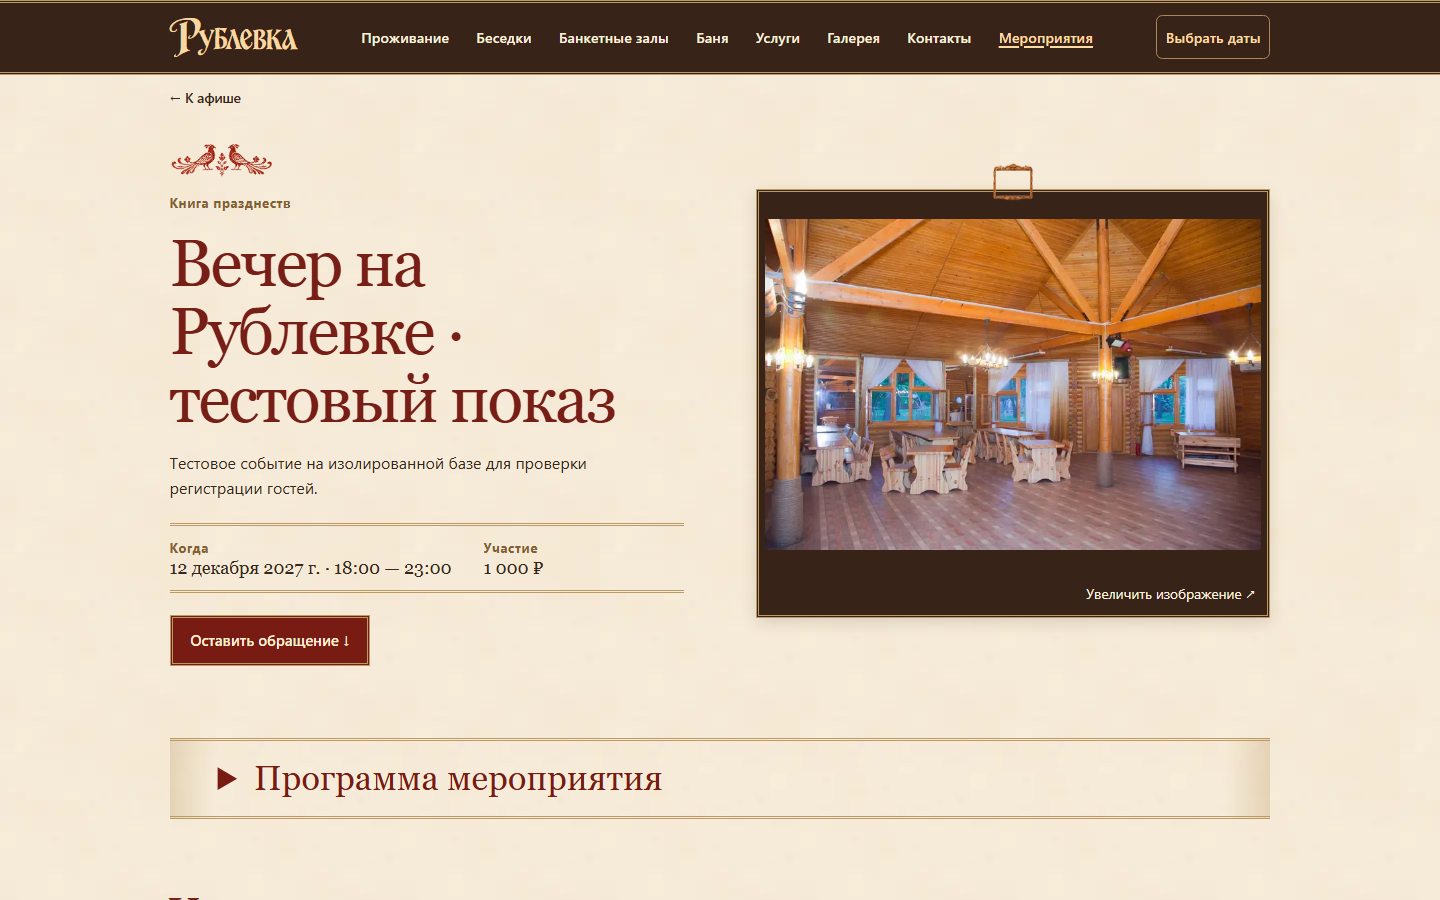 Рублевка
Проживание Беседки Банкетные залы Баня Услуги Галерея Контакты Мероприятия Выбрать даты
← К афише
Книга празднеств
Вечер на
Рублевке ·
тестовый показ
Тестовое событие на изолированной базе для проверки
регистрации гостей.
Когда
12 декабря 2027 г. · 18:00 — 23:00
Участие
1 000 ₽
Оставить обращение ↓
Увеличить изображение ↗
▶ Программа мероприятия